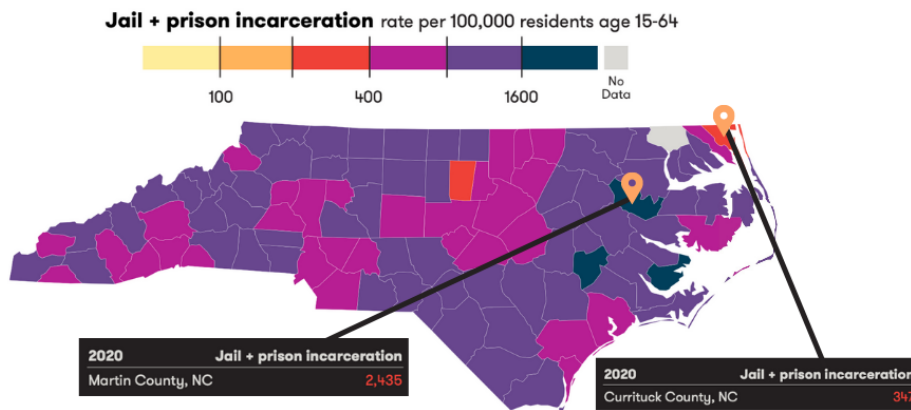 Jail + prison incarceration rate per 100,000 residents age 15-64
100 400 1600 No Data
2020 Jail + prison incarceration
Martin County, NC 2,435
2020 Jail + prison incarceration
Currituck County, NC 347